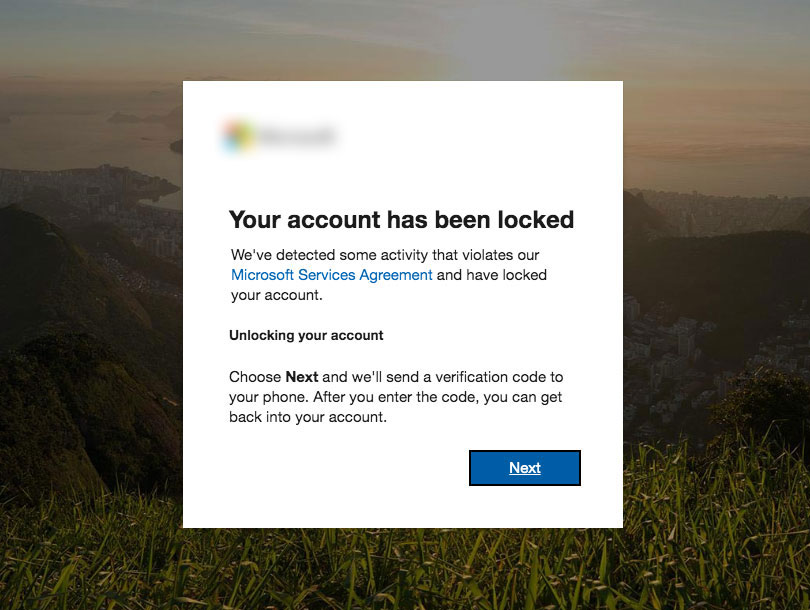 Your account has been locked
We've detected some activity that violates our
Microsoft Services Agreement and have locked
your account.
Unlocking your account
Choose Next and we'll send a verification code to
your phone. After you enter the code, you can get
back into your account.
Next